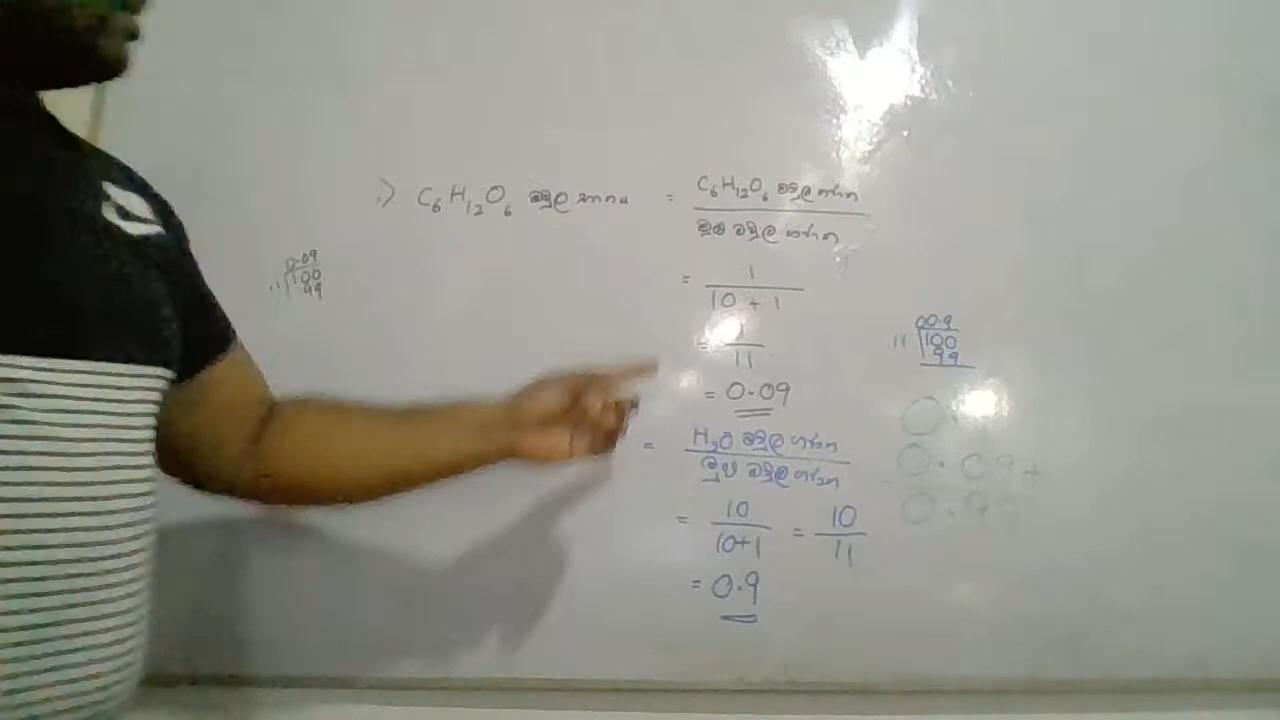 i) C₆H₁₂O₆ මවුල භාගය = C₆H₁₂O₆ මවුල ගණන / මුළු මවුල ගණන
= 1 / 10 + 1
= 1 / 11
= 0.09
0.09
11 100
99
00.9
11 100
99
= H₂O මවුල ගණන / මුළු මවුල ගණන
= 10 / 10+1 = 10 / 11
= 0.9
0.
0.09+
0.99